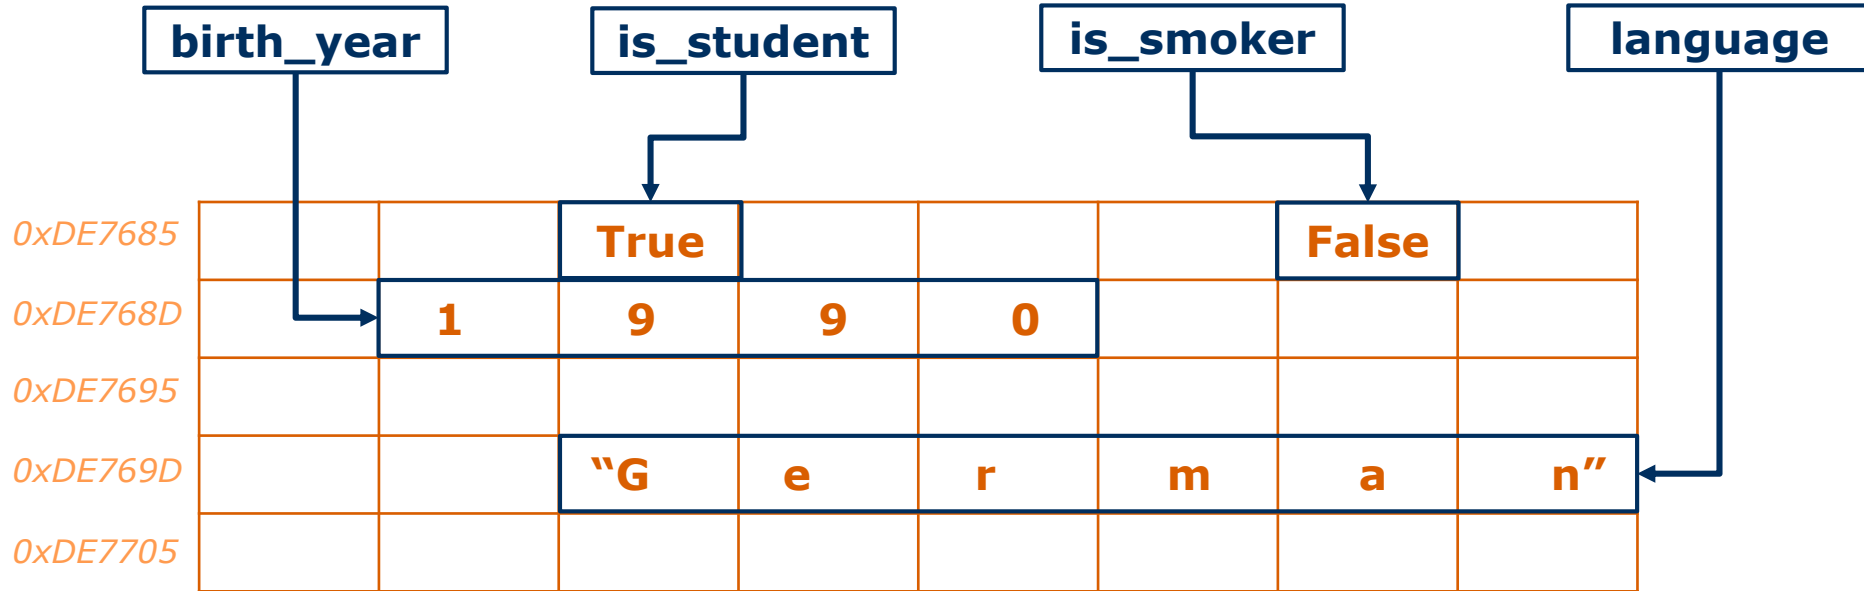 birth_year is_student is_smoker language
0xDE7685 True False
0xDE768D 1 9 9 0
0xDE7695
0xDE769D “G e r m a n”
0xDE7705